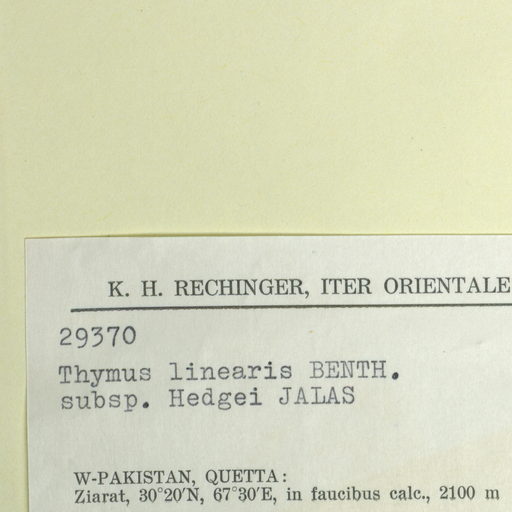 K. H. RECHINGER, ITER ORIENTALE
29370
Thymus linearis BENTH.
subsp. Hedgei JALAS
W-PAKISTAN, QUETTA:
Ziarat, 30°20′N, 67°30′E, in faucibus calc., 2100 m